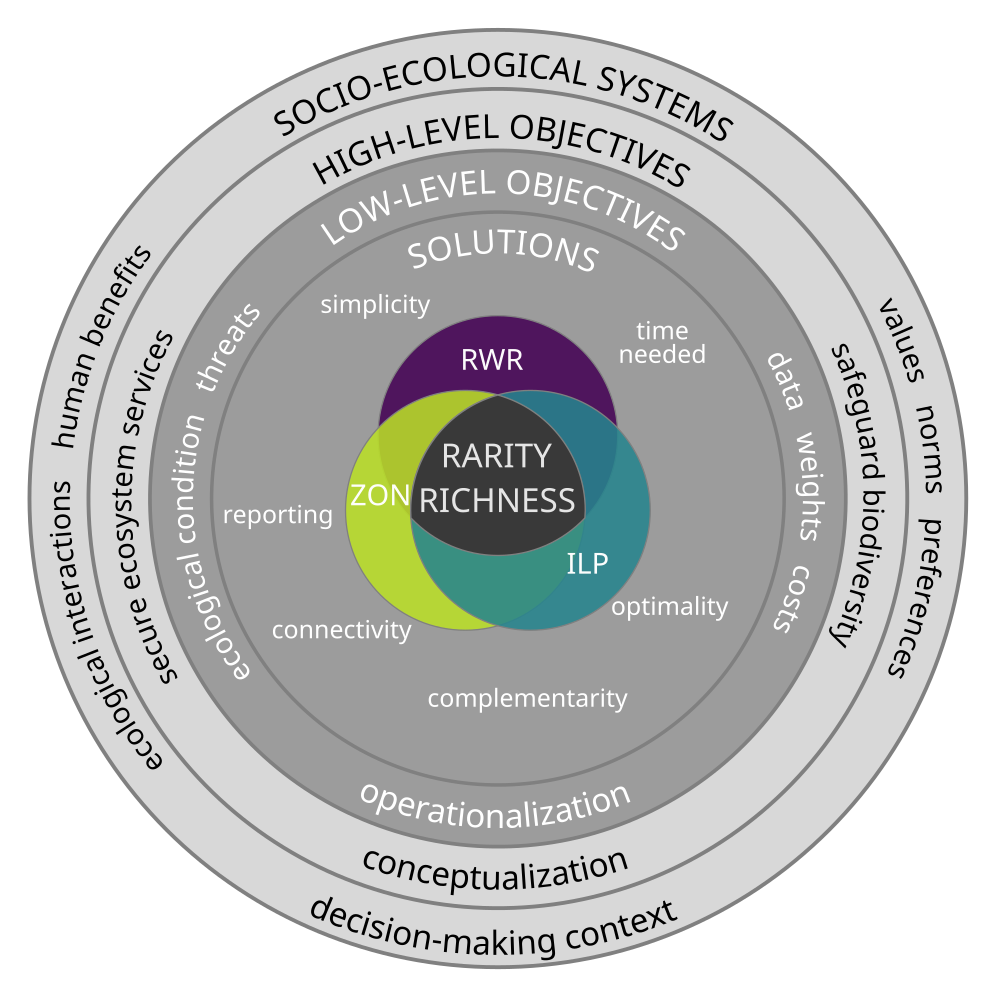 SOCIO-ECOLOGICAL SYSTEMS
HIGH-LEVEL OBJECTIVES
LOW-LEVEL OBJECTIVES
SOLUTIONS
simplicity
time
needed
RWR
RARITY
RICHNESS
ZON
ILP
reporting
optimality
connectivity
complementarity
threats
ecological condition
data
weights
costs
operationalization
secure ecosystem services
safeguard biodiversity
conceptualization
human benefits
ecological interactions
values
norms
preferences
decision-making context